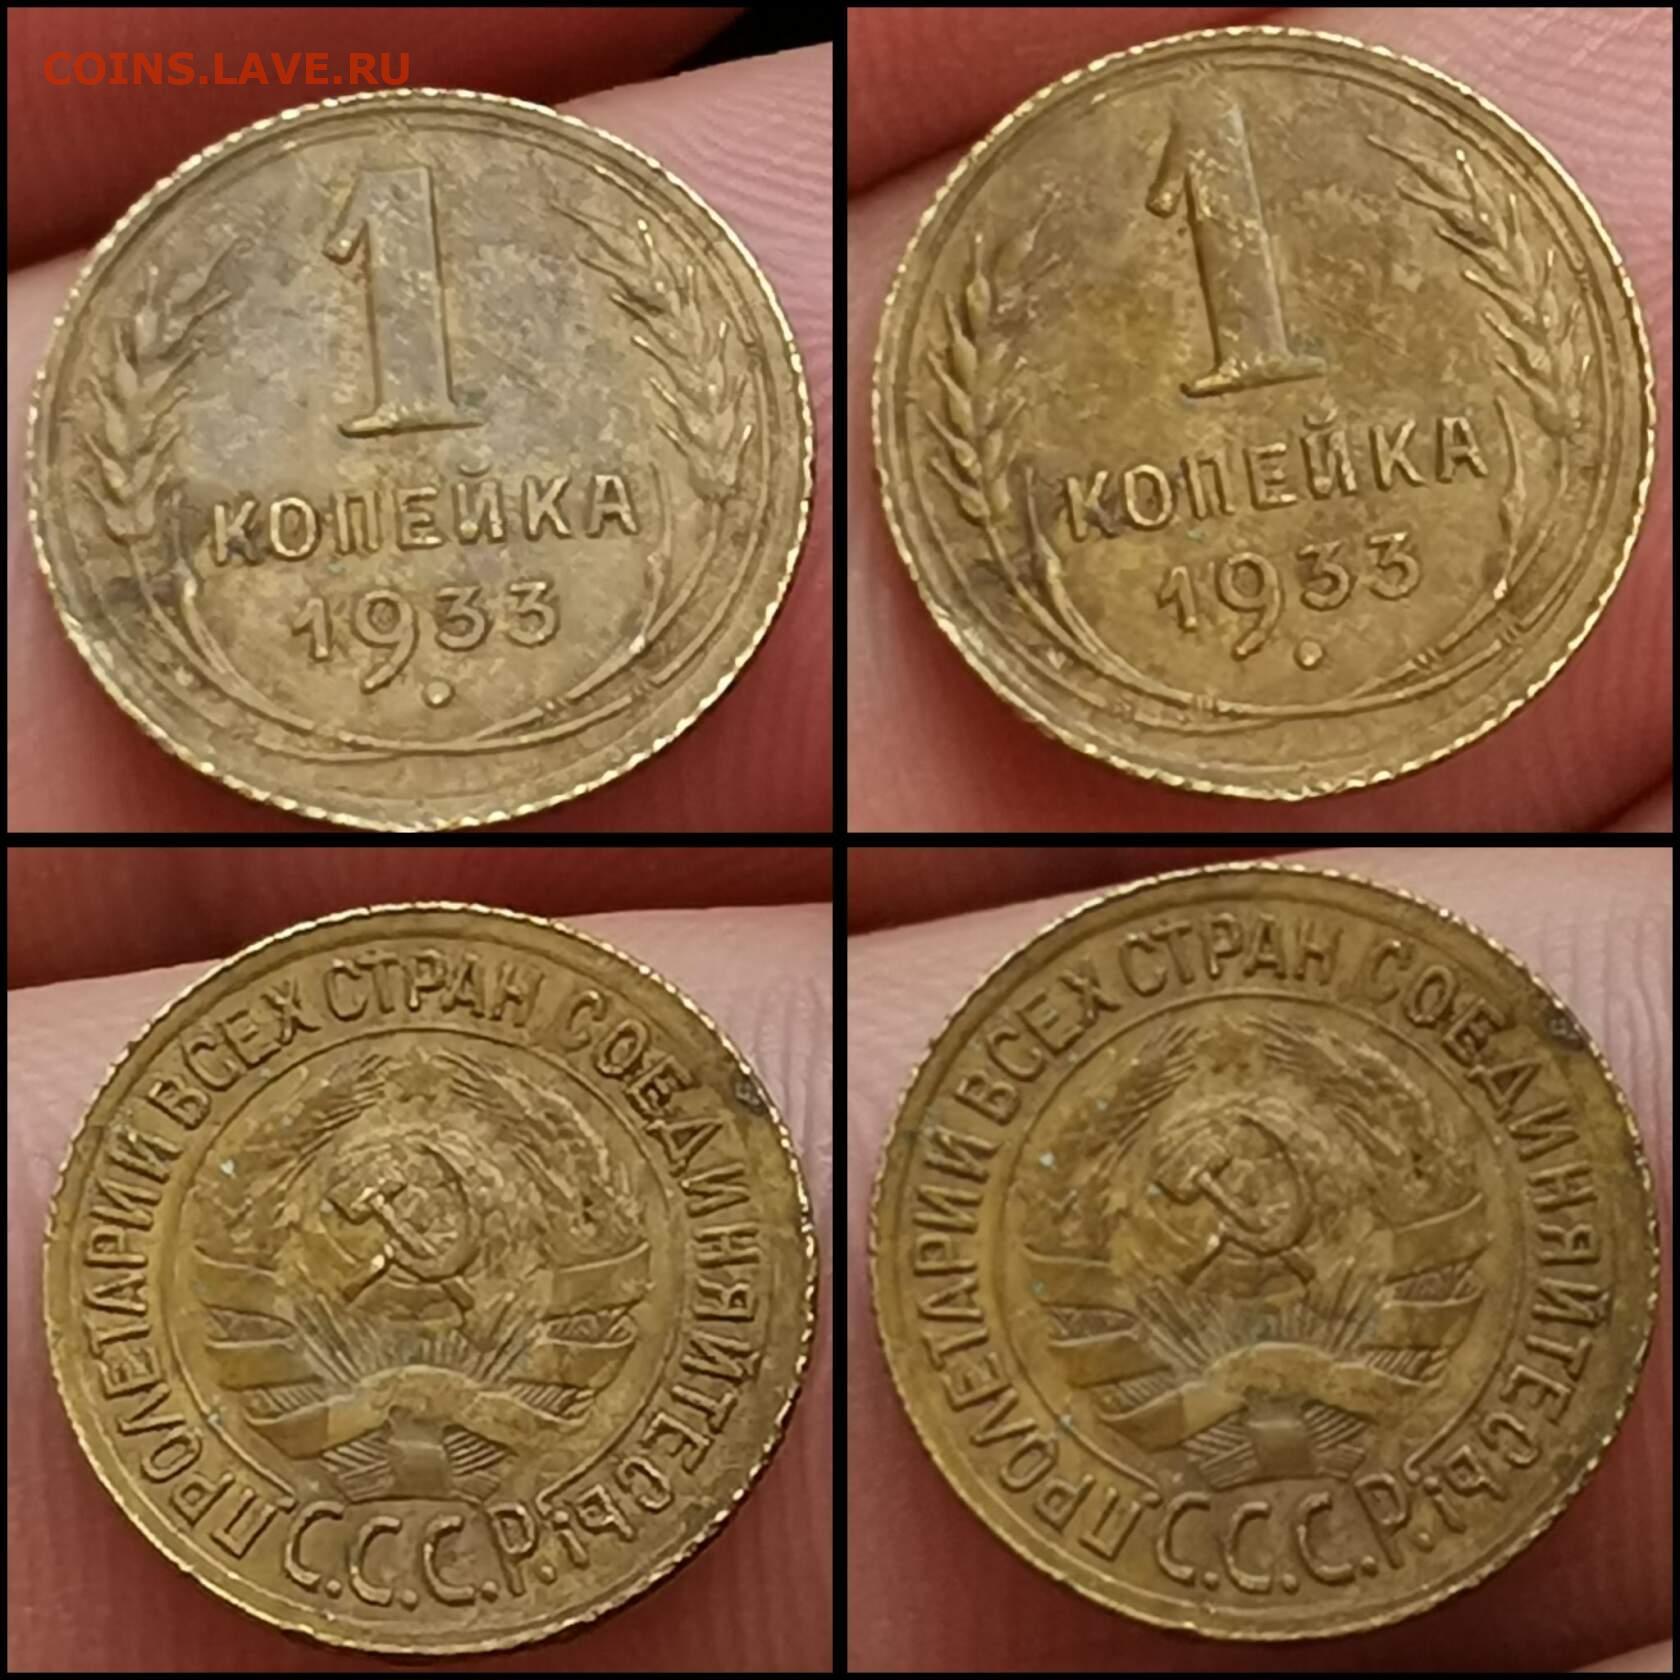 COINS.LAVE.RU
1
КОПЕЙКА
1933
1
КОПЕЙКА
1933
ПРОЛЕТАРИИ ВСЕХ СТРАН СОЕДИНЯЙТЕСЬ!
С.С.С.Р.
ПРОЛЕТАРИИ ВСЕХ СТРАН СОЕДИНЯЙТЕСЬ!
С.С.С.Р.